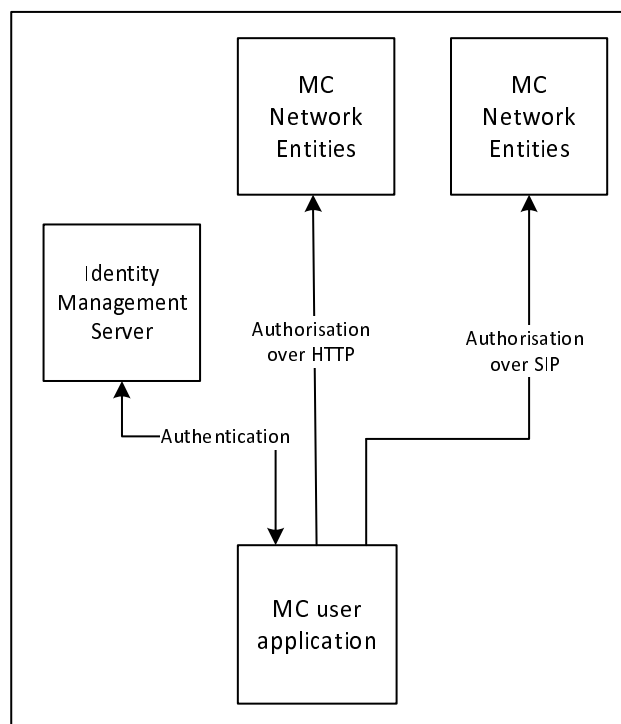 MC
Network
Entities
MC
Network
Entities
Identity
Management
Server
Authorisation
over HTTP
Authorisation
over SIP
Authentication
MC user
application